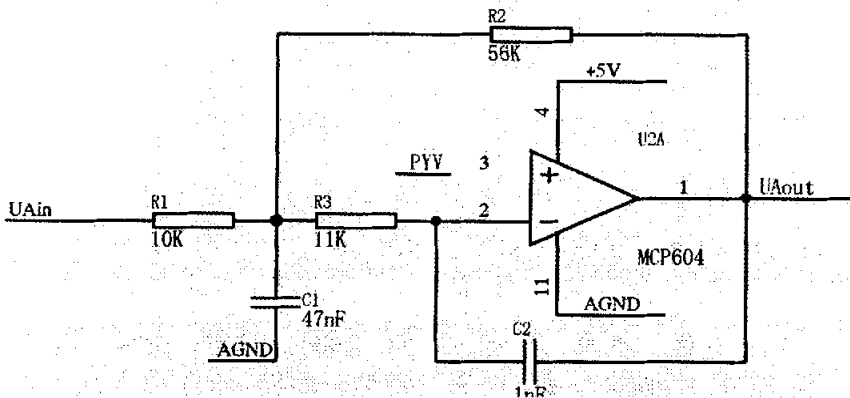 R2
56K
+5V
4
U2A
PYV
3
1
UAout
UAin
R1
10K
R3
11K
2
MCP604
11
AGND
C1
47nF
AGND
C2
1nF